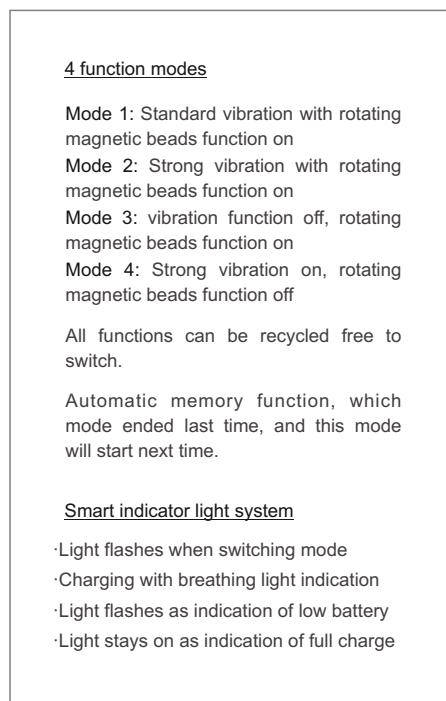 4 function modes
Mode 1: Standard vibration with rotating
magnetic beads function on
Mode 2: Strong vibration with rotating
magnetic beads function on
Mode 3: vibration function off, rotating
magnetic beads function on
Mode 4: Strong vibration on, rotating
magnetic beads function off
All functions can be recycled free to
switch.
Automatic memory function, which
mode ended last time, and this mode
will start next time.
Smart indicator light system
·Light flashes when switching mode
·Charging with breathing light indication
·Light flashes as indication of low battery
·Light stays on as indication of full charge